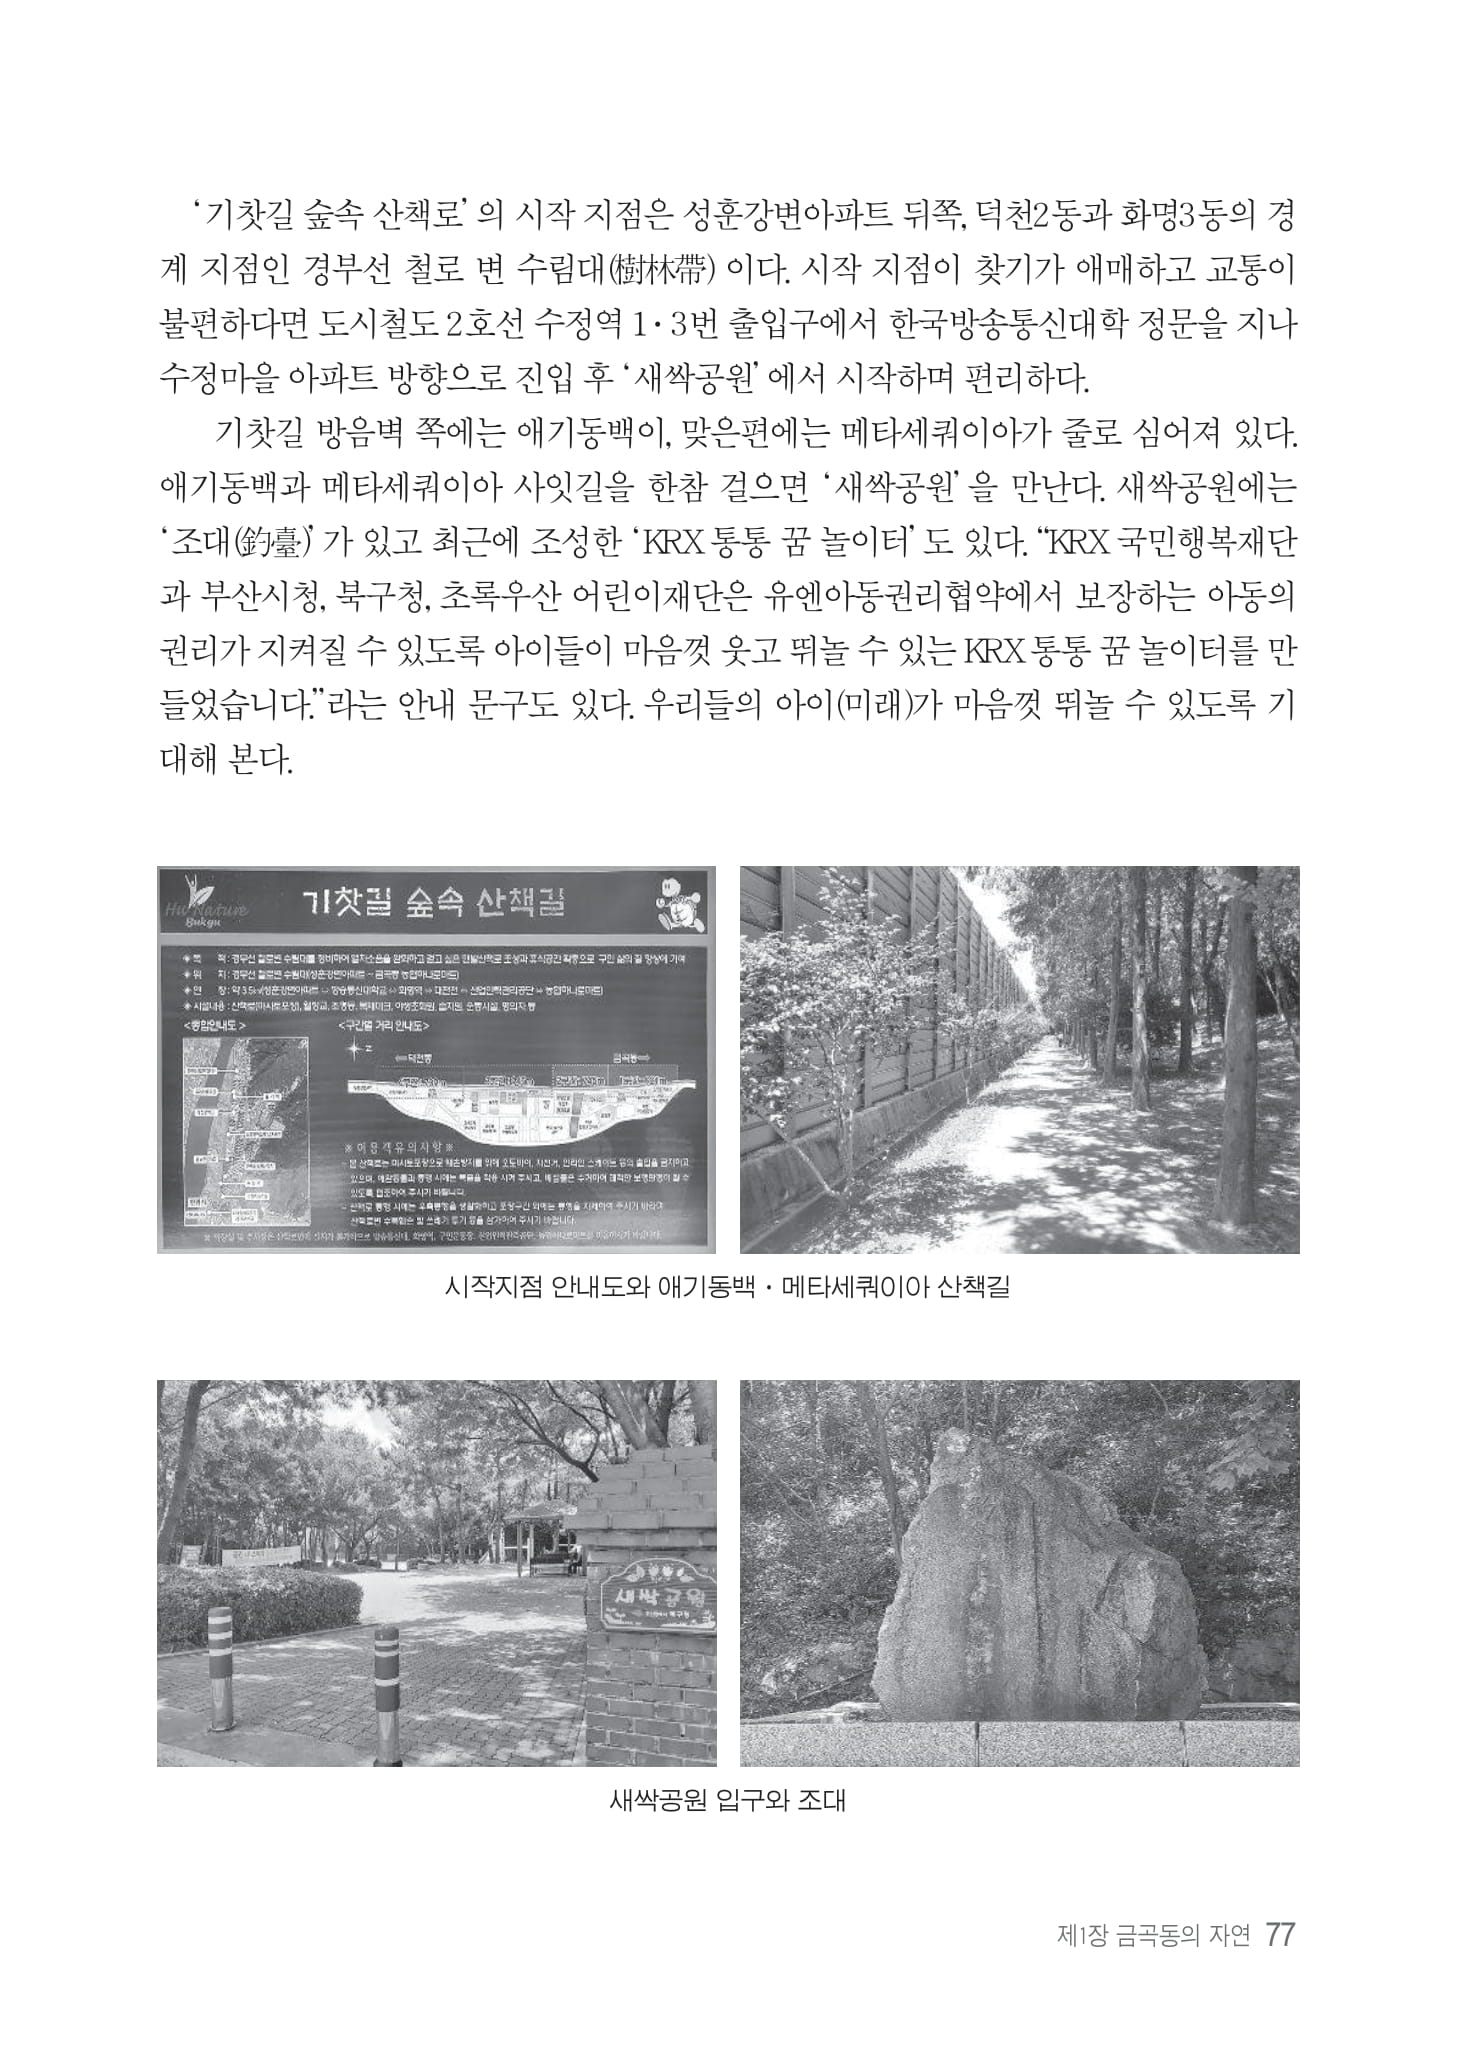 ‘기찻길 숲속 산책로’의 시작 지점은 성훈강변아파트 뒤쪽, 덕천2동과 화명3동의 경
계 지점인 경부선 철로 변 수림대(樹林帶) 이다. 시작 지점이 찾기가 애매하고 교통이
불편하다면 도시철도 2호선 수정역 1·3번 출입구에서 한국방송통신대학 정문을 지나
수정마을 아파트 방향으로 진입 후 ‘새싹공원’에서 시작하며 편리하다.
기찻길 방음벽 쪽에는 애기동백이, 맞은편에는 메타세쿼이아가 줄로 심어져 있다.
애기동백과 메타세쿼이아 사잇길을 한참 걸으면 ‘새싹공원’을 만난다. 새싹공원에는
‘조대(釣臺)’가 있고 최근에 조성한 ‘KRX 통통 꿈 놀이터’도 있다. “KRX 국민행복재단
과 부산시청, 북구청, 초록우산 어린이재단은 유엔아동권리협약에서 보장하는 아동의
권리가 지켜질 수 있도록 아이들이 마음껏 웃고 뛰놀 수 있는 KRX 통통 꿈 놀이터를 만
들었습니다.”라는 안내 문구도 있다. 우리들의 아이(미래)가 마음껏 뛰놀 수 있도록 기
대해 본다.
Hu Nature
Bukgu
기찻길 숲속 산책길
<종합안내도>
<구간별 거리 안내도>
덕천동
금곡동
※이용객유의사항※
시작지점 안내도와 애기동백·메타세쿼이아 산책길
새싹공원
새싹공원 입구와 조대
제1장 금곡동의 자연 77